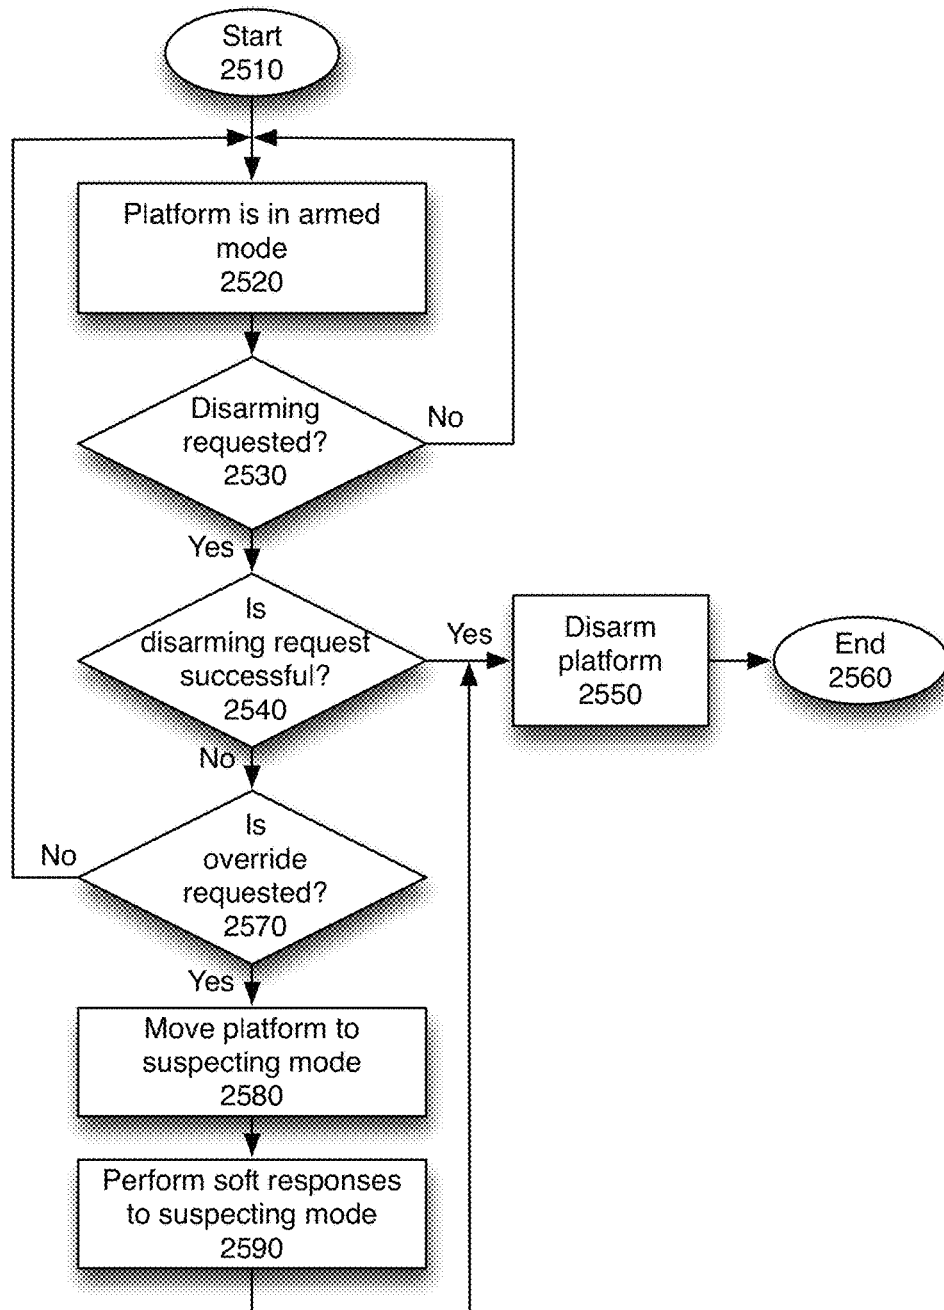 Start
2510
Platform is in armed
mode
2520
Disarming
requested?
2530
No
Yes
Is
disarming request
successful?
2540
Yes
Disarm
platform
2550
End
2560
No
Is
override
requested?
2570
No
Yes
Move platform to
suspecting mode
2580
Perform soft responses
to suspecting mode
2590